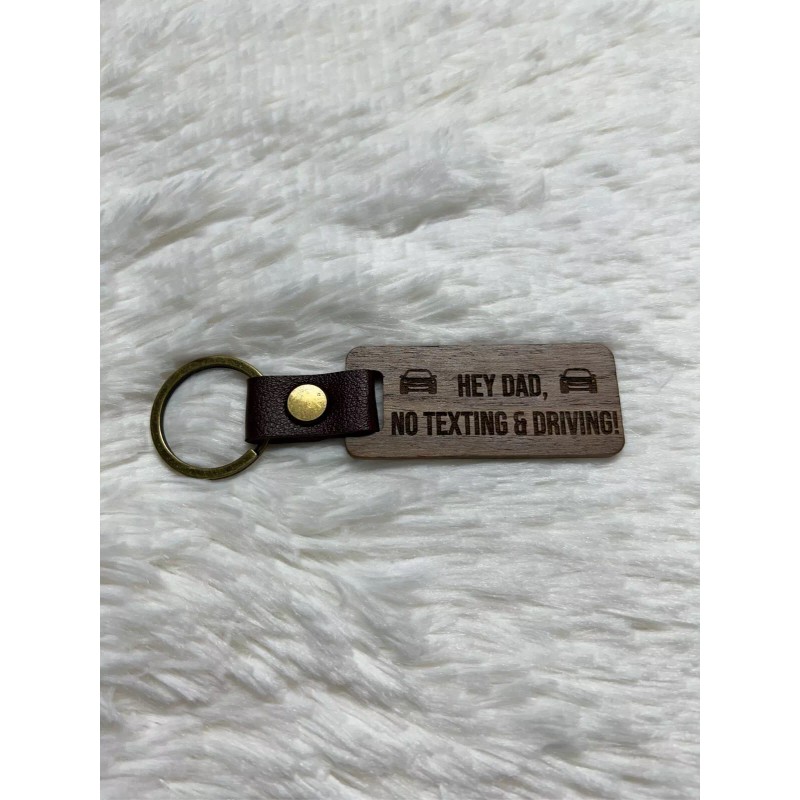 HEY DAD,
NO TEXTING & DRIVING!